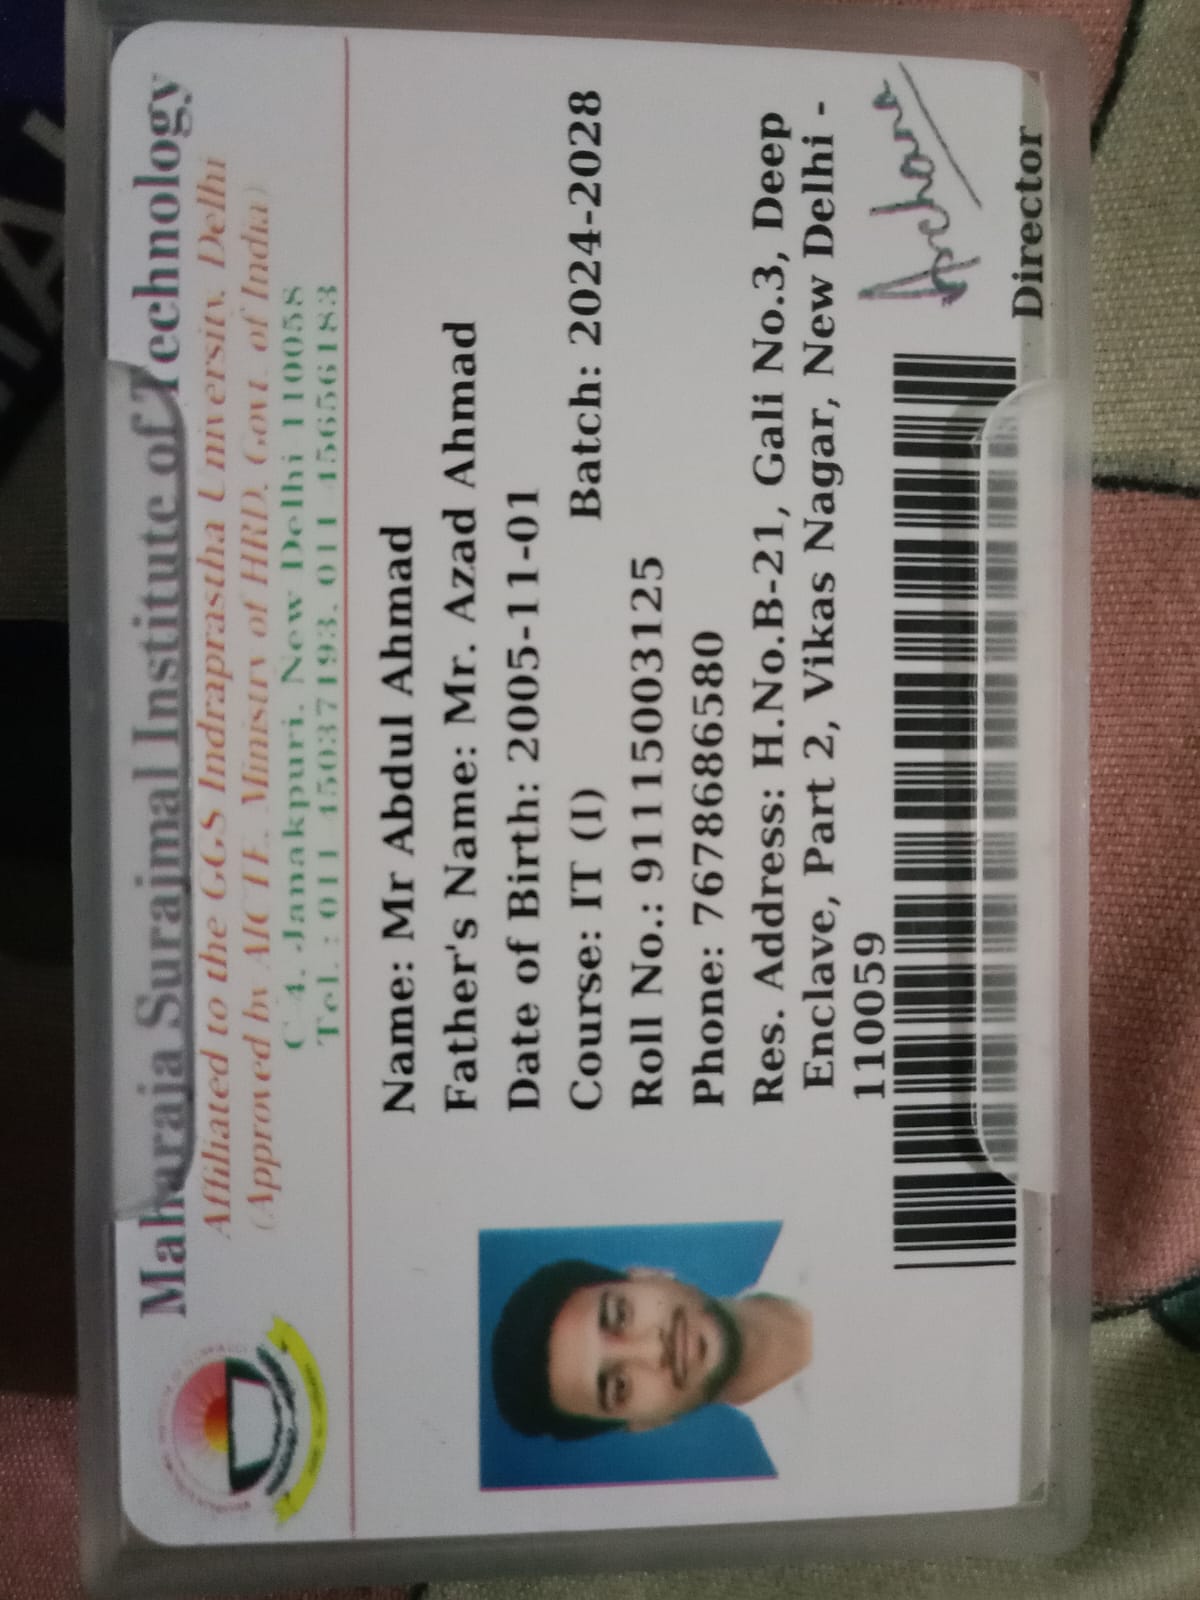 Maharaja Surajmal Institute of Technology
Affiliated to the GGS Indraprastha University, Delhi
(Approved by AICTE, Ministry of HRD, Govt. of India)
C-4, Janakpuri, New Delhi 110058
Tel. : 011 45037193, 011 45656183
Name: Mr Abdul Ahmad
Father's Name: Mr. Azad Ahmad
Date of Birth: 2005-11-01
Course: IT (I) Batch: 2024-2028
Roll No.: 91115003125
Phone: 7678686580
Res. Address: H.No.B-21, Gali No.3, Deep
Enclave, Part 2, Vikas Nagar, New Delhi -
110059
Archana
Director